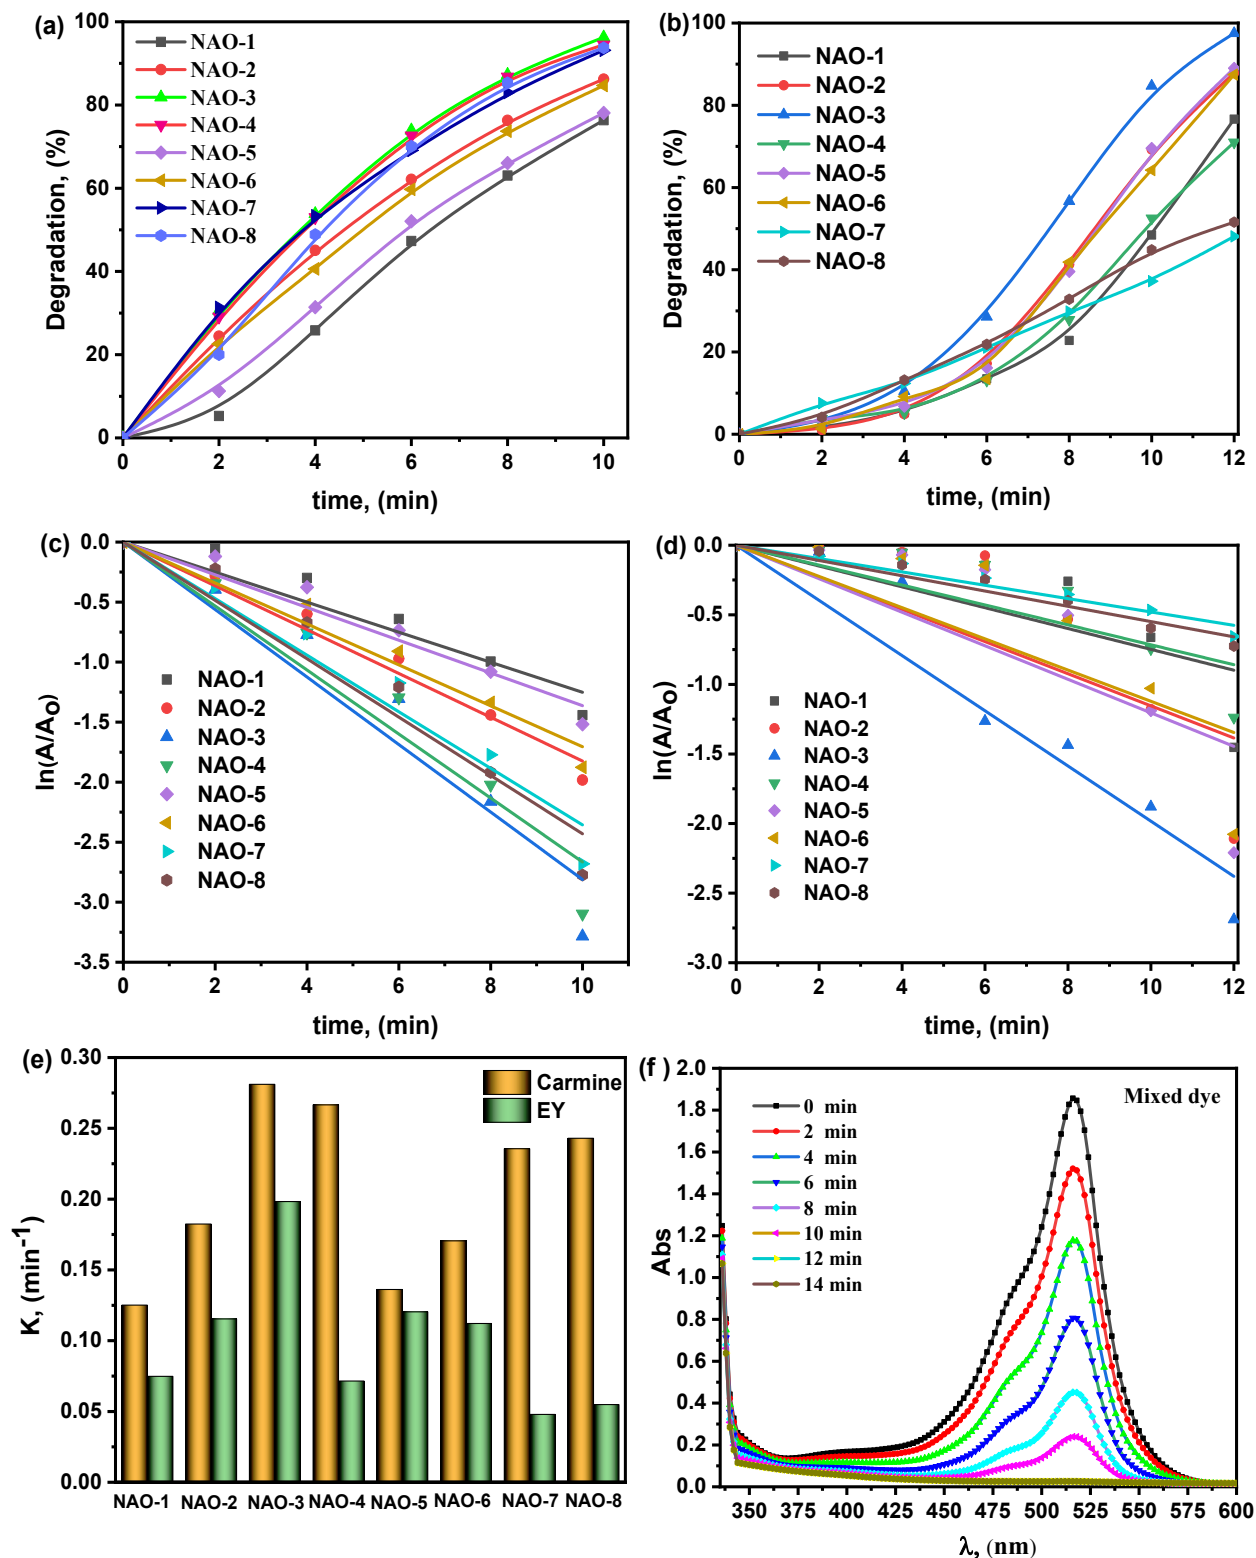 (a)
NAO-1
NAO-2
NAO-3
NAO-4
NAO-5
NAO-6
NAO-7
NAO-8
Degradation, (%)
100
80
60
40
20
0
0 2 4 6 8 10
time, (min)
(b)
NAO-1
NAO-2
NAO-3
NAO-4
NAO-5
NAO-6
NAO-7
NAO-8
Degradation, (%)
100
80
60
40
20
0
0 2 4 6 8 10 12
time, (min)
(c)
NAO-1
NAO-2
NAO-3
NAO-4
NAO-5
NAO-6
NAO-7
NAO-8
ln(A/A₀)
0.0
-0.5
-1.0
-1.5
-2.0
-2.5
-3.0
-3.5
0 2 4 6 8 10
time, (min)
(d)
NAO-1
NAO-2
NAO-3
NAO-4
NAO-5
NAO-6
NAO-7
NAO-8
ln(A/A₀)
0.0
-0.5
-1.0
-1.5
-2.0
-2.5
-3.0
0 2 4 6 8 10 12
time, (min)
(e)
Carmine
EY
K, (min⁻¹)
0.30
0.25
0.20
0.15
0.10
0.05
0.00
NAO-1 NAO-2 NAO-3 NAO-4 NAO-5 NAO-6 NAO-7 NAO-8
(f )
Mixed dye
0 min
2 min
4 min
6 min
8 min
10 min
12 min
14 min
Abs
2.0
1.8
1.6
1.4
1.2
1.0
0.8
0.6
0.4
0.2
0.0
350 375 400 425 450 475 500 525 550 575 600
λ, (nm)